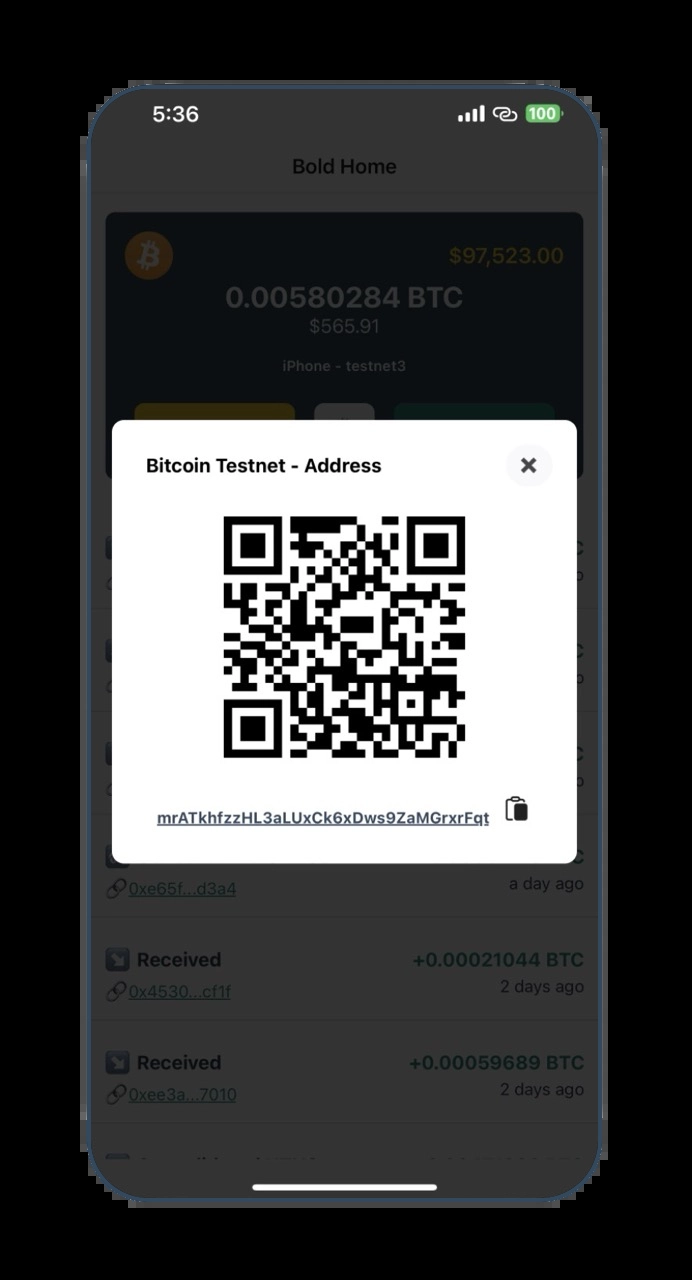 5:36
100
Bold Home
$97,523.00
0.00580284 BTC
$565.91
iPhone - testnet3
Bitcoin Testnet - Address
mrATkhfzzHL3aLUxCk6xDws9ZaMGrxrFqt
0xe65f...d3a4
a day ago
Received
+0.00021044 BTC
0x4530...cf1f
2 days ago
Received
+0.00059689 BTC
0xee3a...7010
2 days ago